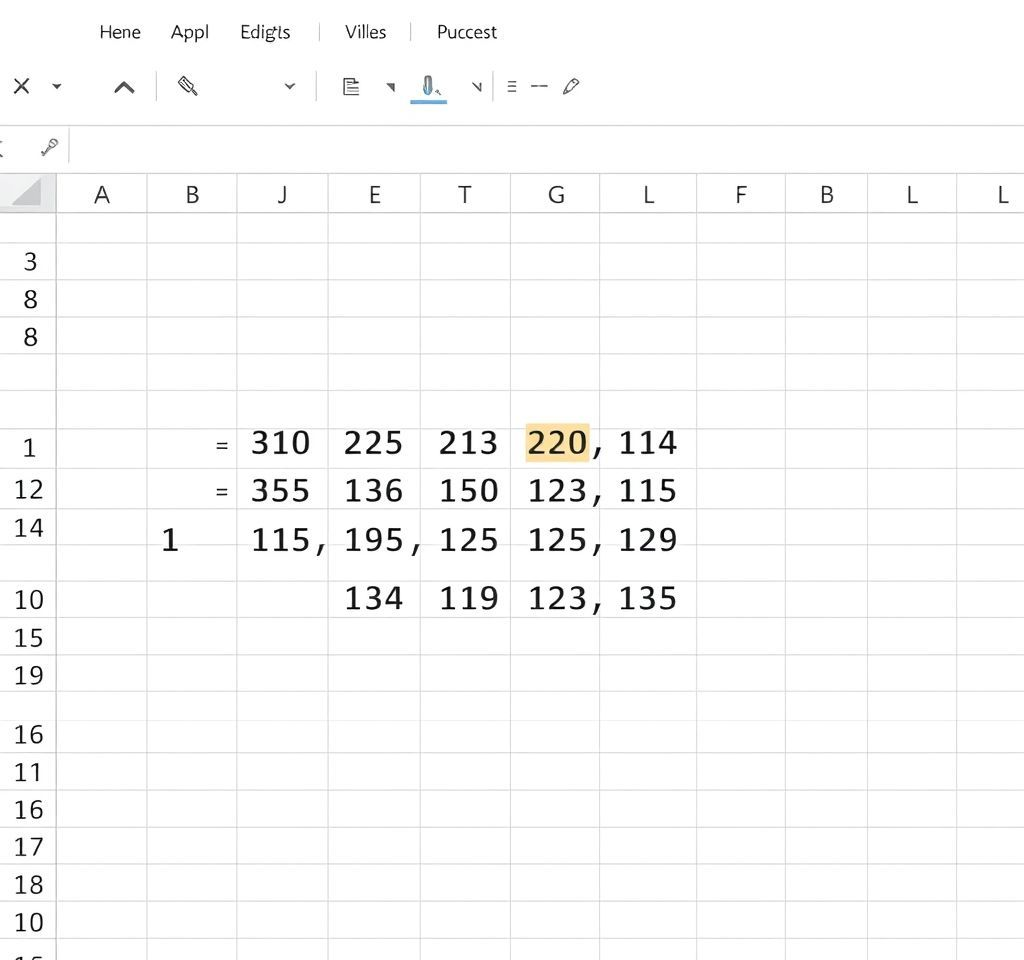 Hene Appl Edigls Villes Puccest
A B J E T G L F B L L
3
8
8
1 = 310 225 213 220, 114
12 = 355 136 150 123, 115
14 1 115, 195, 125 125, 129
10 134 119 123, 135
15
19
16
11
16
17
18
10